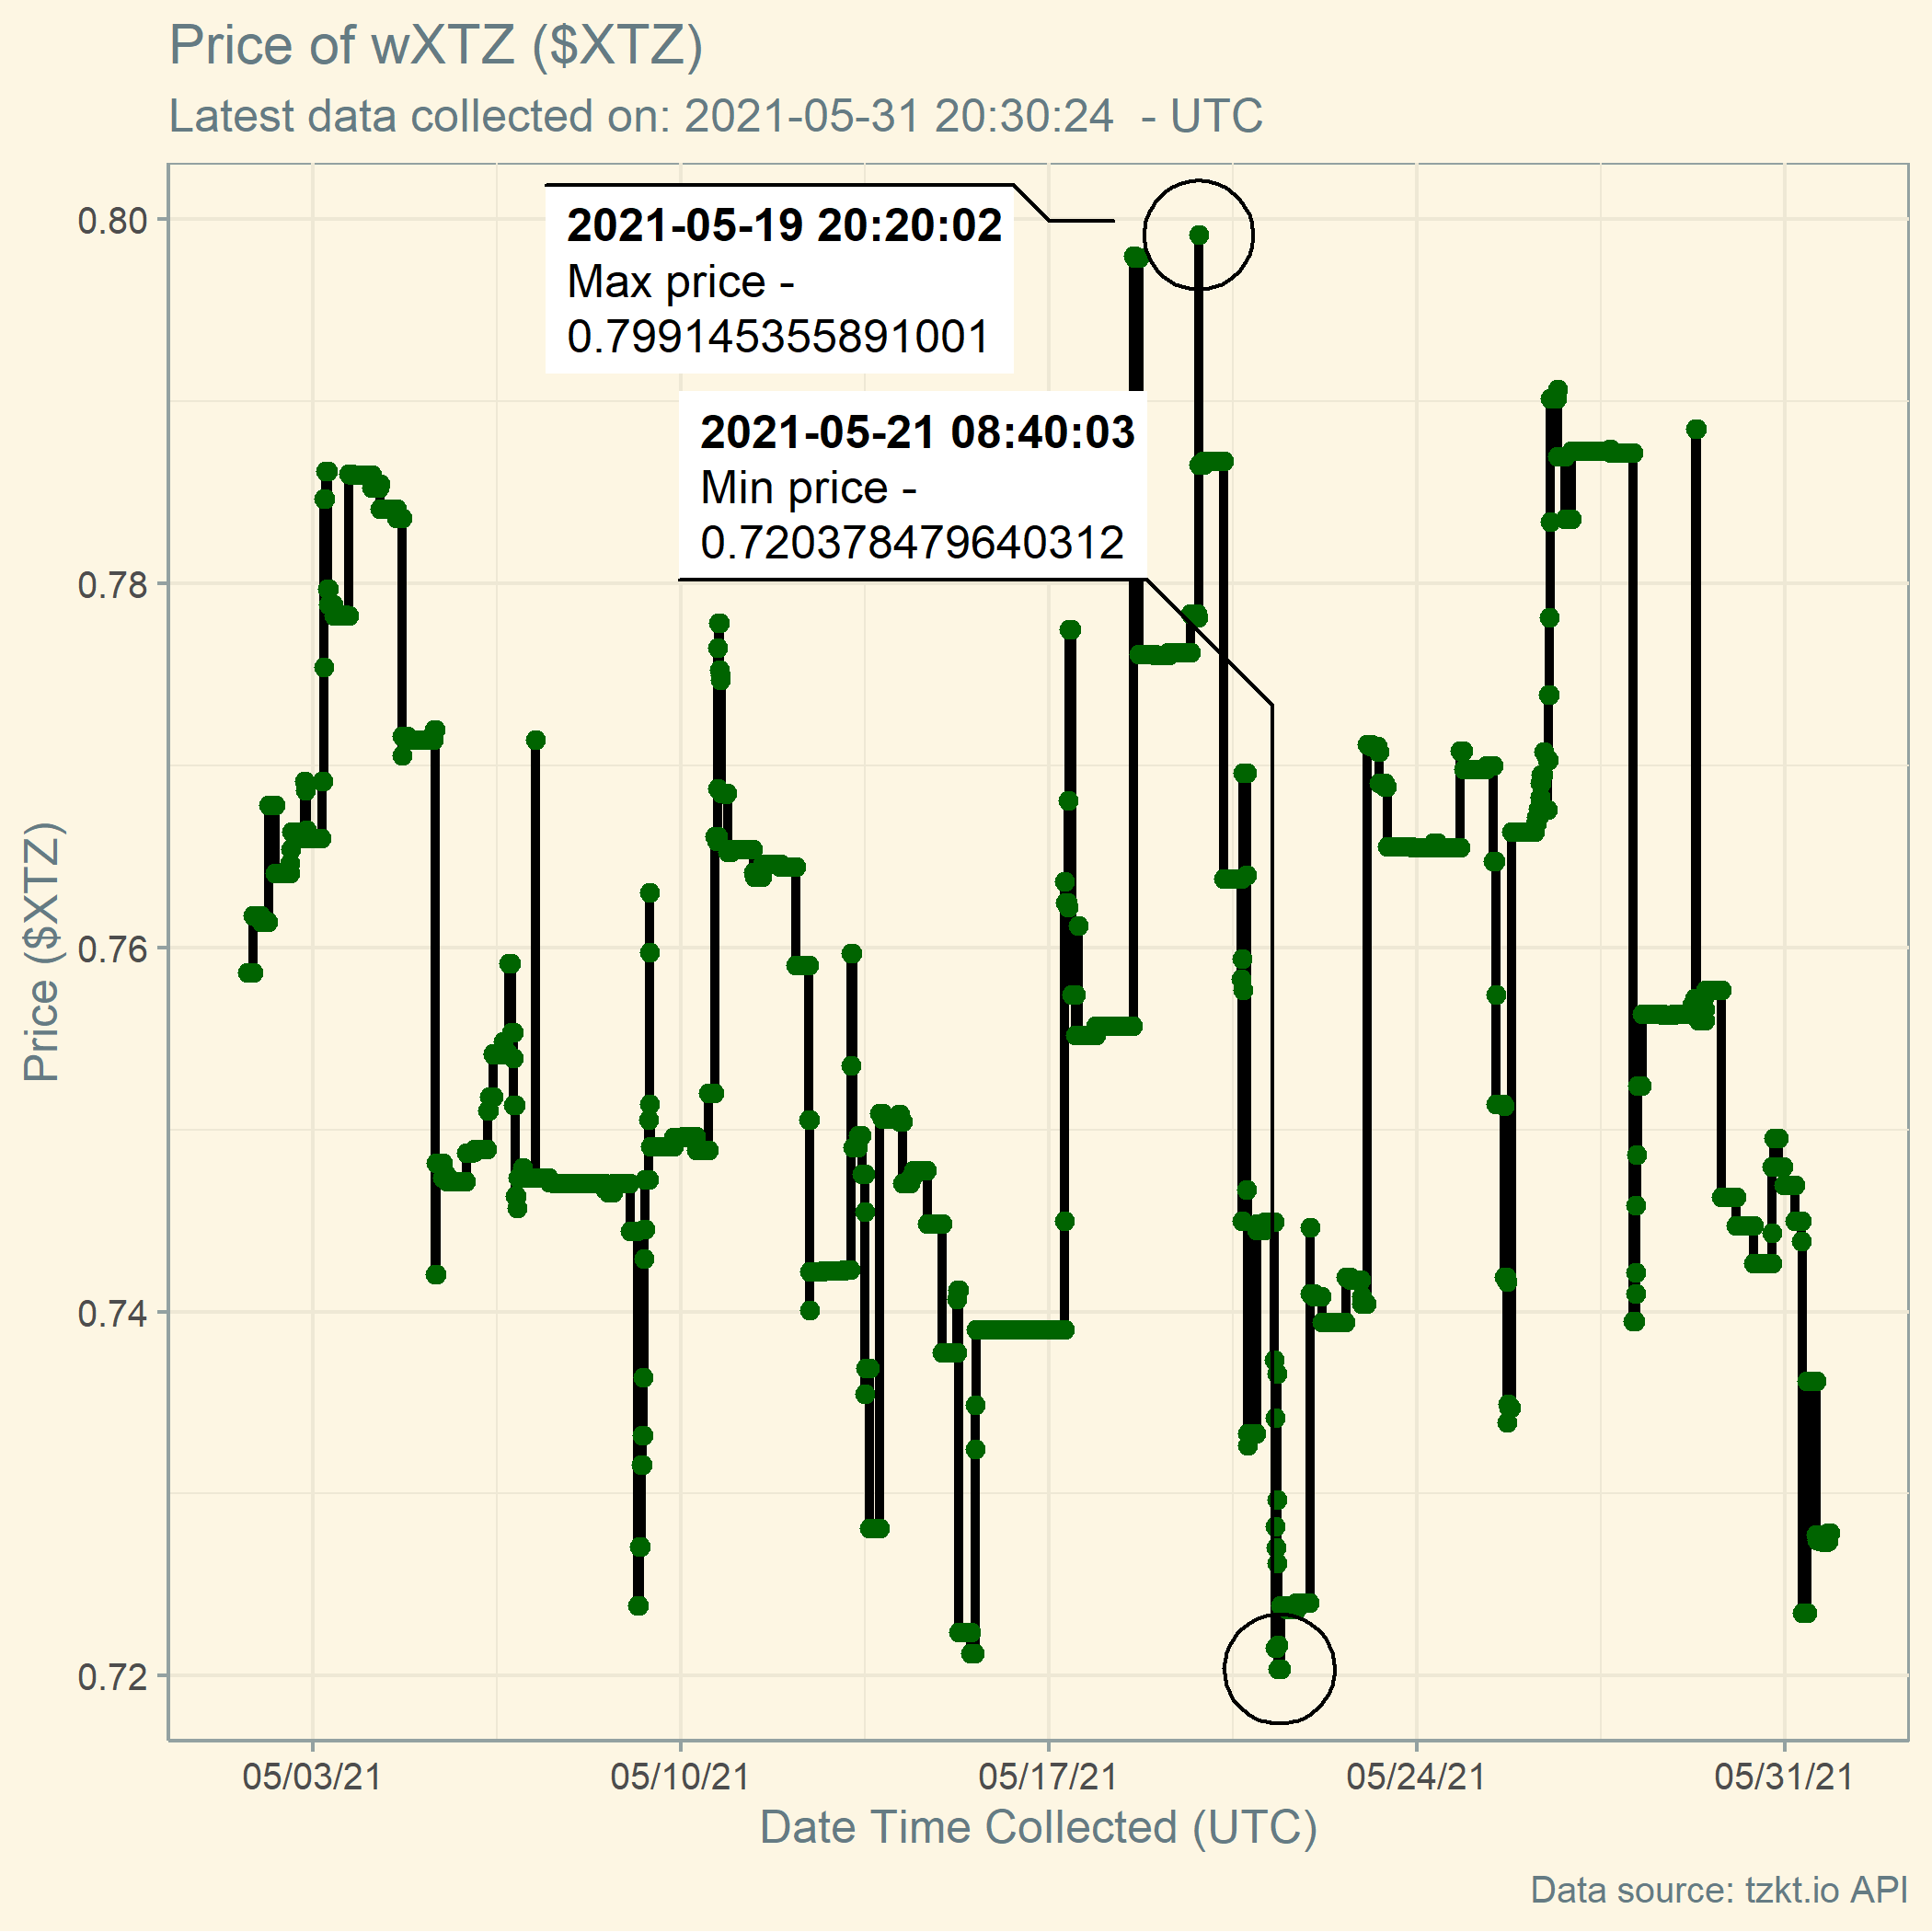 Price of wXTZ ($XTZ)
Latest data collected on: 2021-05-31 20:30:24  - UTC
2021-05-19 20:20:02
Max price -
0.799145355891001
2021-05-21 08:40:03
Min price -
0.720378479640312
Price ($XTZ)
0.80
0.78
0.76
0.74
0.72
05/03/21
05/10/21
05/17/21
05/24/21
05/31/21
Date Time Collected (UTC)
Data source: tzkt.io API